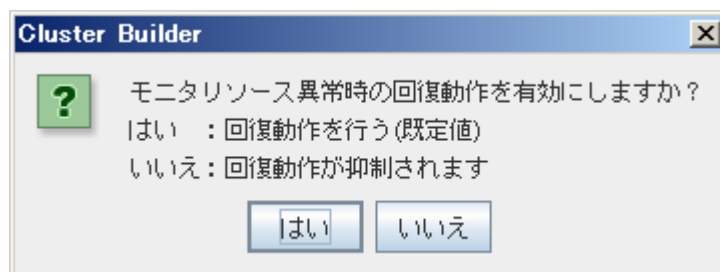 Cluster Builder
モニタリソース異常時の回復動作を有効にしますか？
はい　：回復動作を行う(既定値)
いいえ：回復動作が抑制されます
はい　いいえ